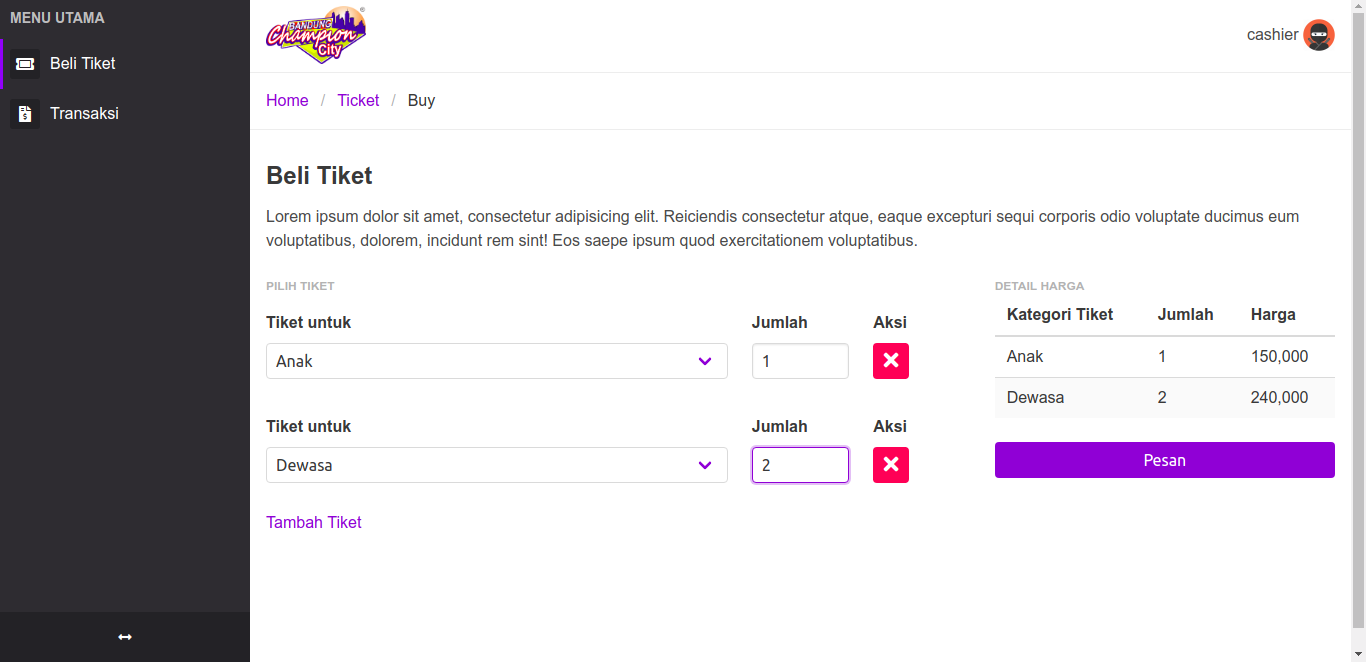 MENU UTAMA
Beli Tiket
Transaksi
BANDUNG
Champion
City
®
cashier
Home / Ticket / Buy
Beli Tiket
Lorem ipsum dolor sit amet, consectetur adipisicing elit. Reiciendis consectetur atque, eaque excepturi sequi corporis odio voluptate ducimus eum
voluptatibus, dolorem, incidunt rem sint! Eos saepe ipsum quod exercitationem voluptatibus.
PILIH TIKET
Tiket untuk Jumlah Aksi
Anak 1
Tiket untuk Jumlah Aksi
Dewasa 2
Tambah Tiket
DETAIL HARGA
Kategori Tiket Jumlah Harga
Anak 1 150,000
Dewasa 2 240,000
Pesan